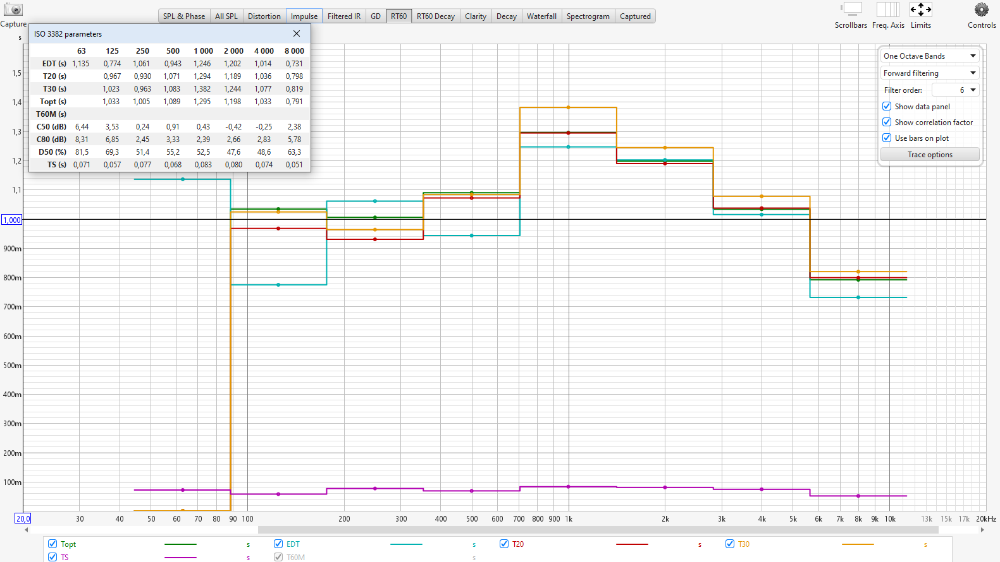 Capture
SPL & Phase All SPL Distortion Impulse Filtered IR GD RT60 RT60 Decay Clarity Decay Waterfall Spectrogram Captured
Scrollbars Freq. Axis Limits Controls
ISO 3382 parameters
63 125 250 500 1 000 2 000 4 000 8 000
EDT (s) 1,135 0,774 1,061 0,943 1,246 1,202 1,014 0,731
T20 (s) 0,967 0,930 1,071 1,294 1,189 1,036 0,798
T30 (s) 1,023 0,963 1,083 1,382 1,244 1,077 0,819
Topt (s) 1,033 1,005 1,089 1,295 1,198 1,033 0,791
T60M (s)
C50 (dB) 6,44 3,53 0,24 0,91 0,43 -0,42 -0,25 2,38
C80 (dB) 8,31 6,85 2,45 3,33 2,39 2,66 2,83 5,78
D50 (%) 81,5 69,3 51,4 55,2 52,5 47,6 48,6 63,3
TS (s) 0,071 0,057 0,077 0,068 0,083 0,080 0,074 0,051
One Octave Bands
Forward filtering
Filter order: 6
Show data panel
Show correlation factor
Use bars on plot
Trace options
s
1,5
1,4
1,3
1,2
1,1
1,000
900m
800m
700m
600m
500m
400m
300m
200m
100m
20,0 30 40 50 60 70 80 90 100 200 300 400 500 600 700 800 900 1k 2k 3k 4k 5k 6k 7k 8k 9k 10k 13k 15k 17k 20kHz
Topt s EDT s T20 s T30 s
TS s T60M s